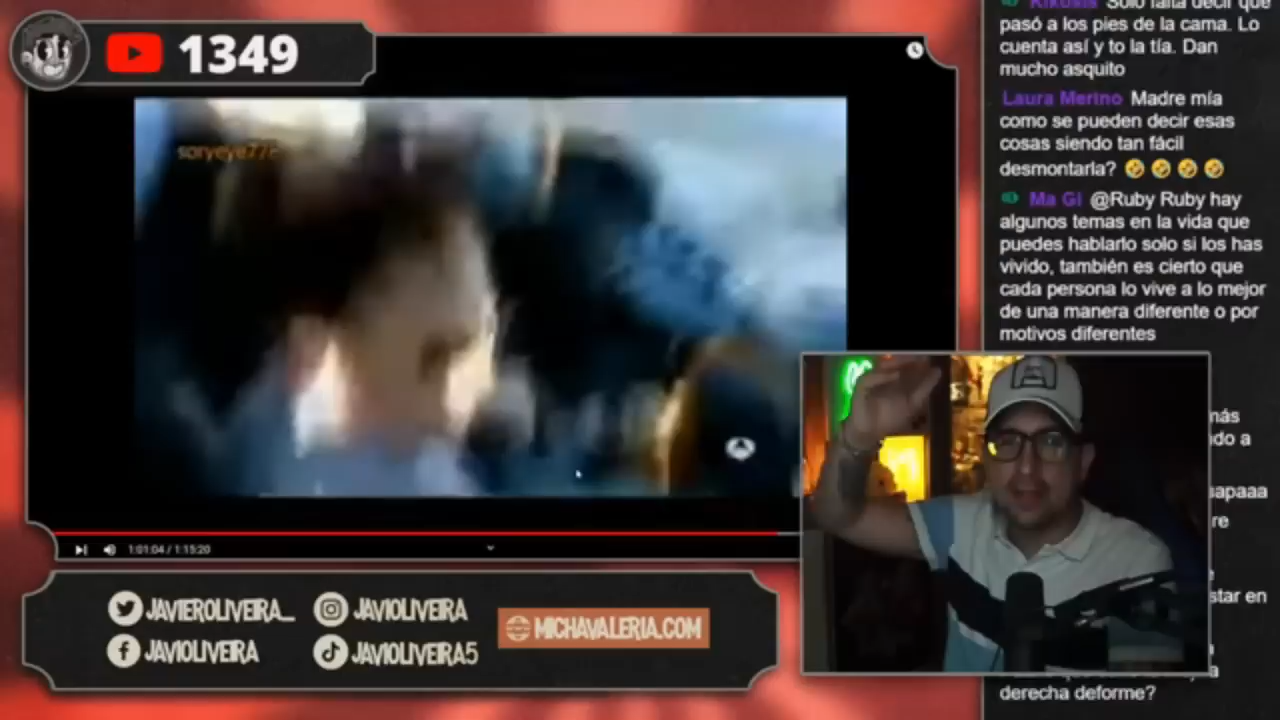 1349
soryeye77
1:01:04 / 1:15:20
JAVIEROLIVEIRA_
JAVIOLIVEIRA
JAVIOLIVEIRA
JAVIOLIVEIRA5
MICHAVALERIA.COM
Solo falta decir que
pasó a los pies de la cama. Lo
cuenta así y to la tía. Dan
mucho asquito
Laura Merino Madre mía
como se pueden decir esas
cosas siendo tan fácil
desmontarla? 🤣🤣🤣🤣
Ma Gi @Ruby Ruby hay
algunos temas en la vida que
puedes hablarlo solo si los has
vivido, también es cierto que
cada persona lo vive a lo mejor
de una manera diferente o por
motivos diferentes
star en
derecha deforme?